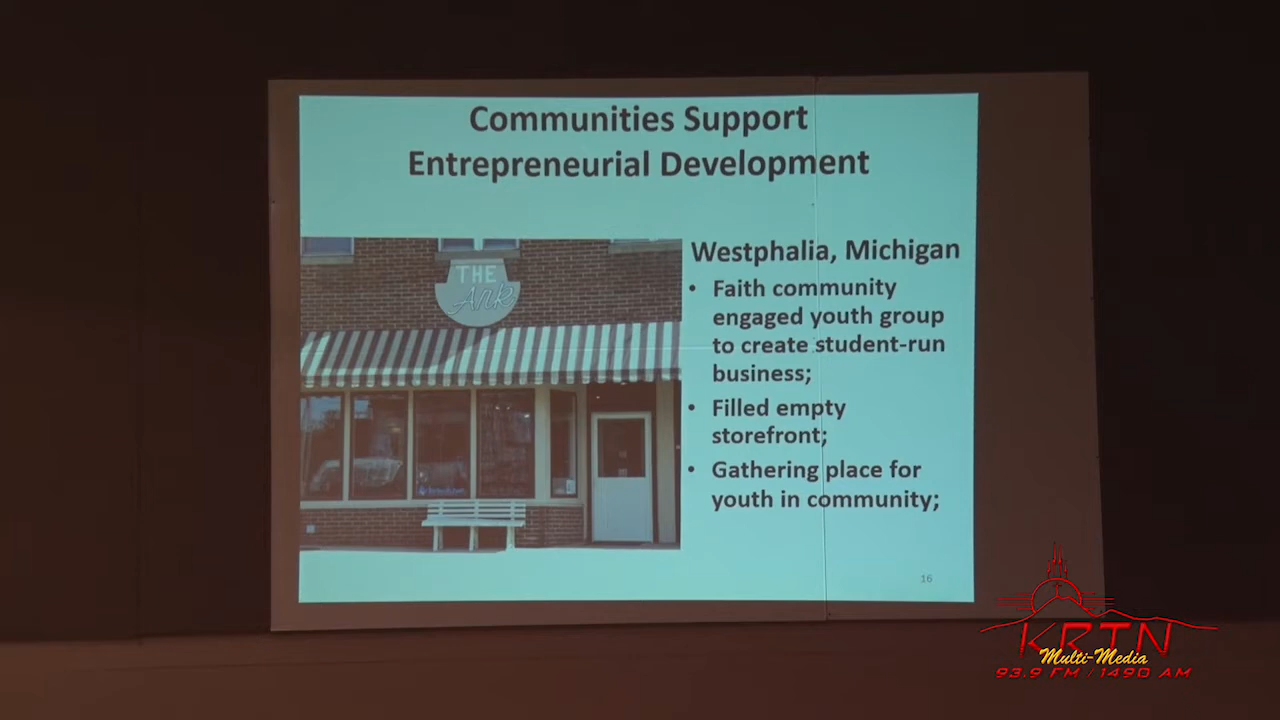 Communities Support
Entrepreneurial Development
THE
Ark
Westphalia, Michigan
• Faith community
engaged youth group
to create student-run
business;
• Filled empty
storefront;
• Gathering place for
youth in community;
16
KRTN
Multi-Media
93.9 FM / 1490 AM